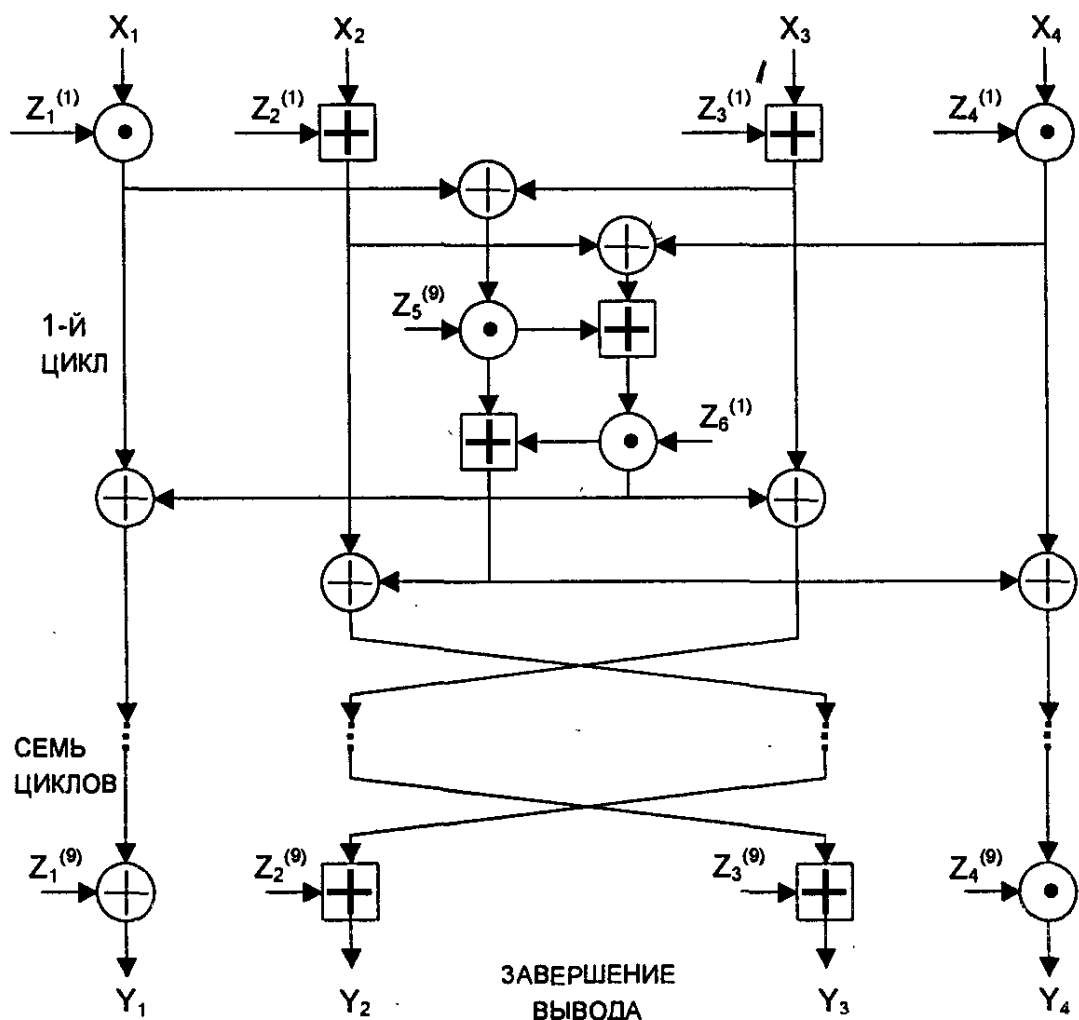 X₁ X₂ X₃ X₄
Z₁⁽¹⁾ Z₂⁽¹⁾ Z₃⁽¹⁾ Z₄⁽¹⁾
Z₅⁽⁹⁾
1-й
ЦИКЛ
Z₆⁽¹⁾
СЕМЬ
ЦИКЛОВ
Z₁⁽⁹⁾ Z₂⁽⁹⁾ Z₃⁽⁹⁾ Z₄⁽⁹⁾
Y₁ Y₂ Y₃ Y₄
ЗАВЕРШЕНИЕ
ВЫВОДА